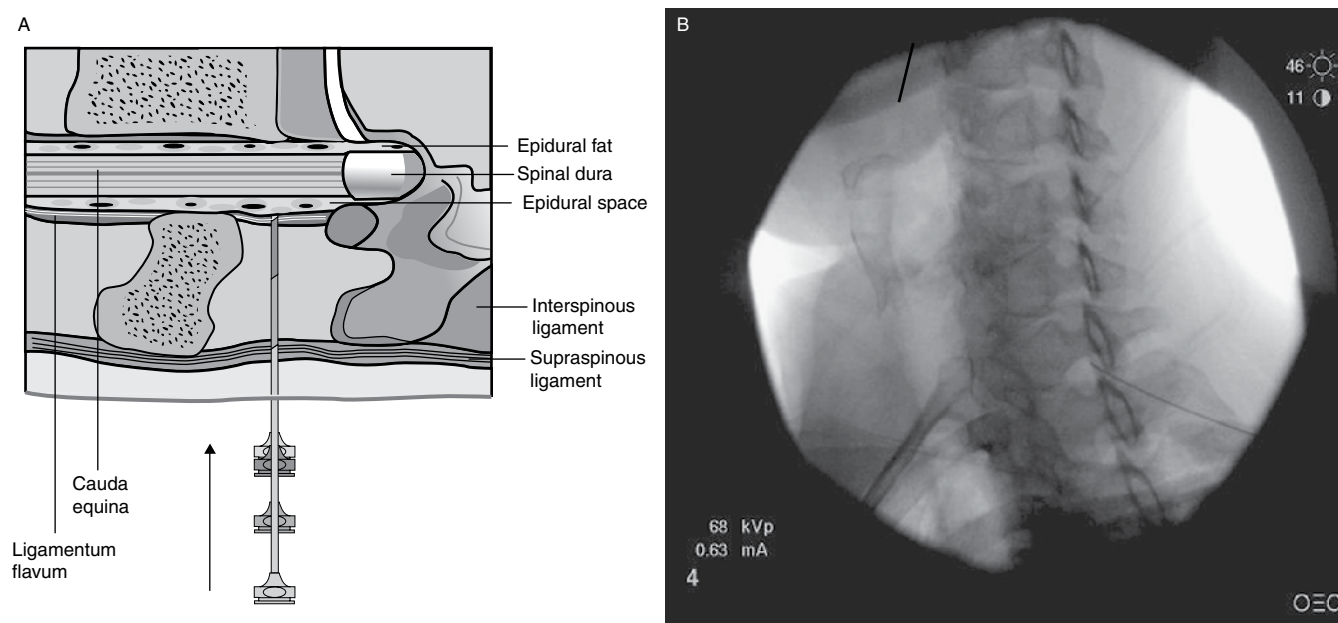 A
Epidural fat
Spinal dura
Epidural space
Interspinous
ligament
Supraspinous
ligament
Cauda
equina
Ligamentum
flavum
B
46
11
68 kVp
0.63 mA
4